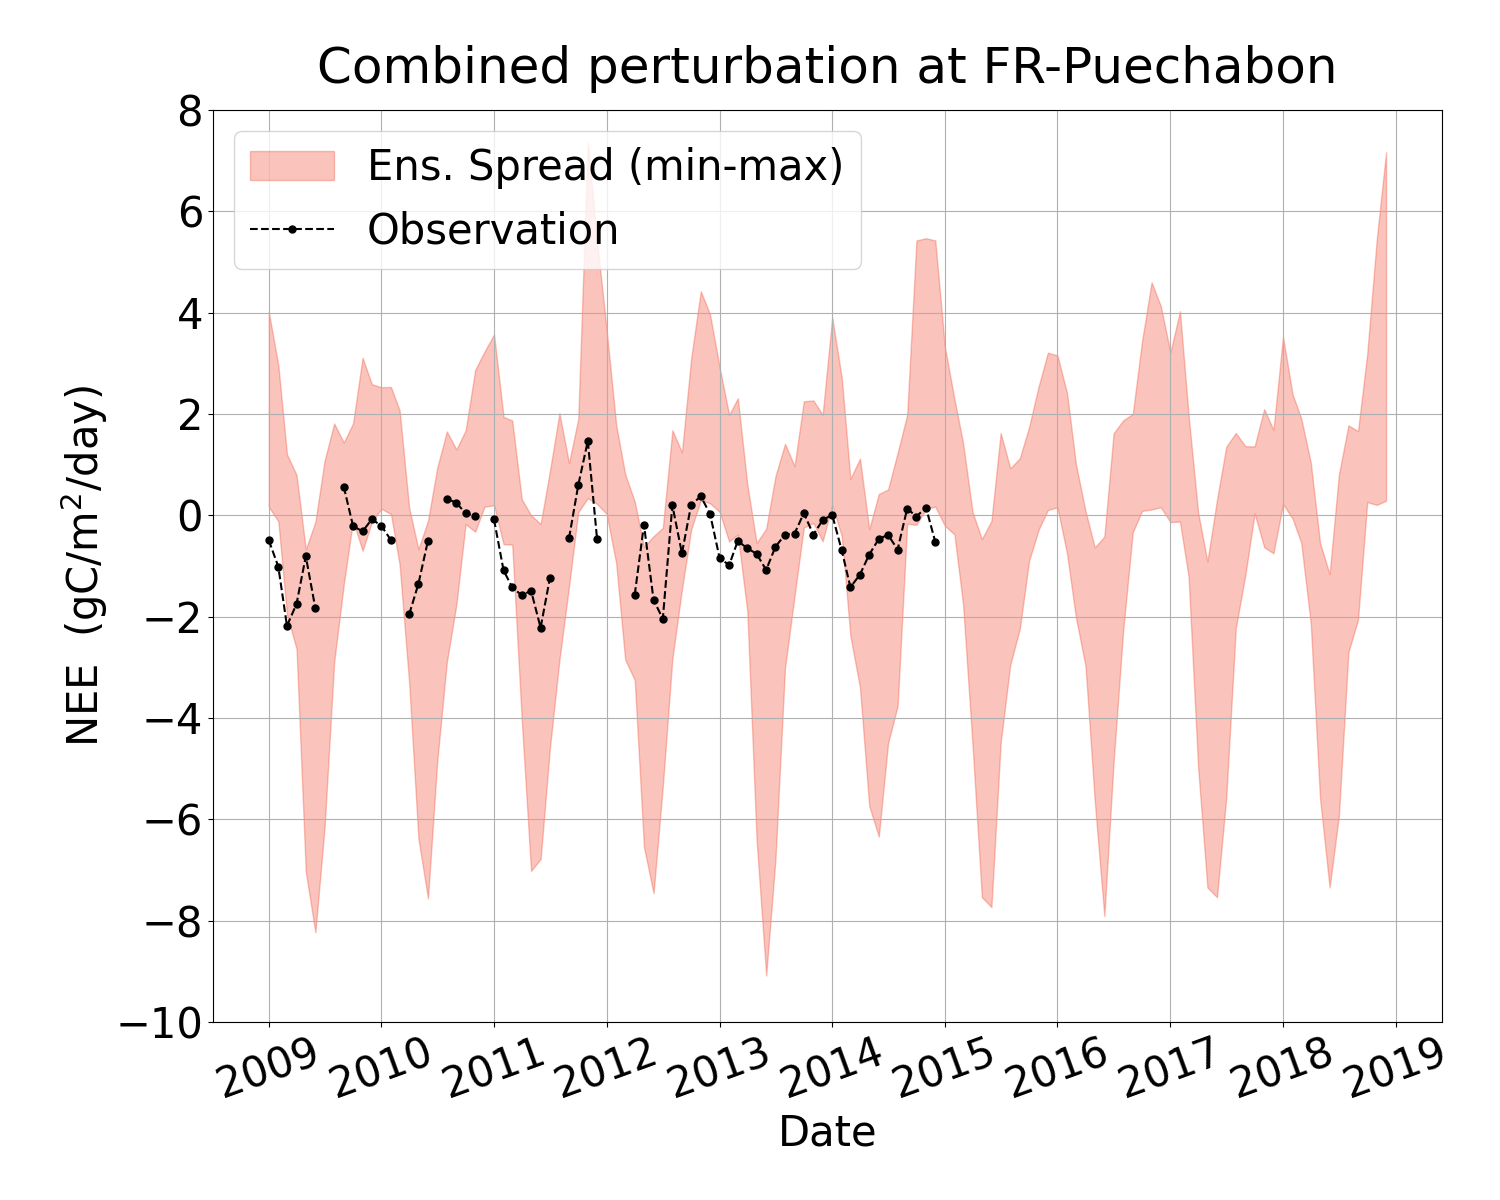 Combined perturbation at FR-Puechabon
8
6
4
2
0
−2
−4
−6
−8
−10
NEE (gC/m²/day)
Ens. Spread (min-max)
Observation
2009 2010 2011 2012 2013 2014 2015 2016 2017 2018 2019
Date